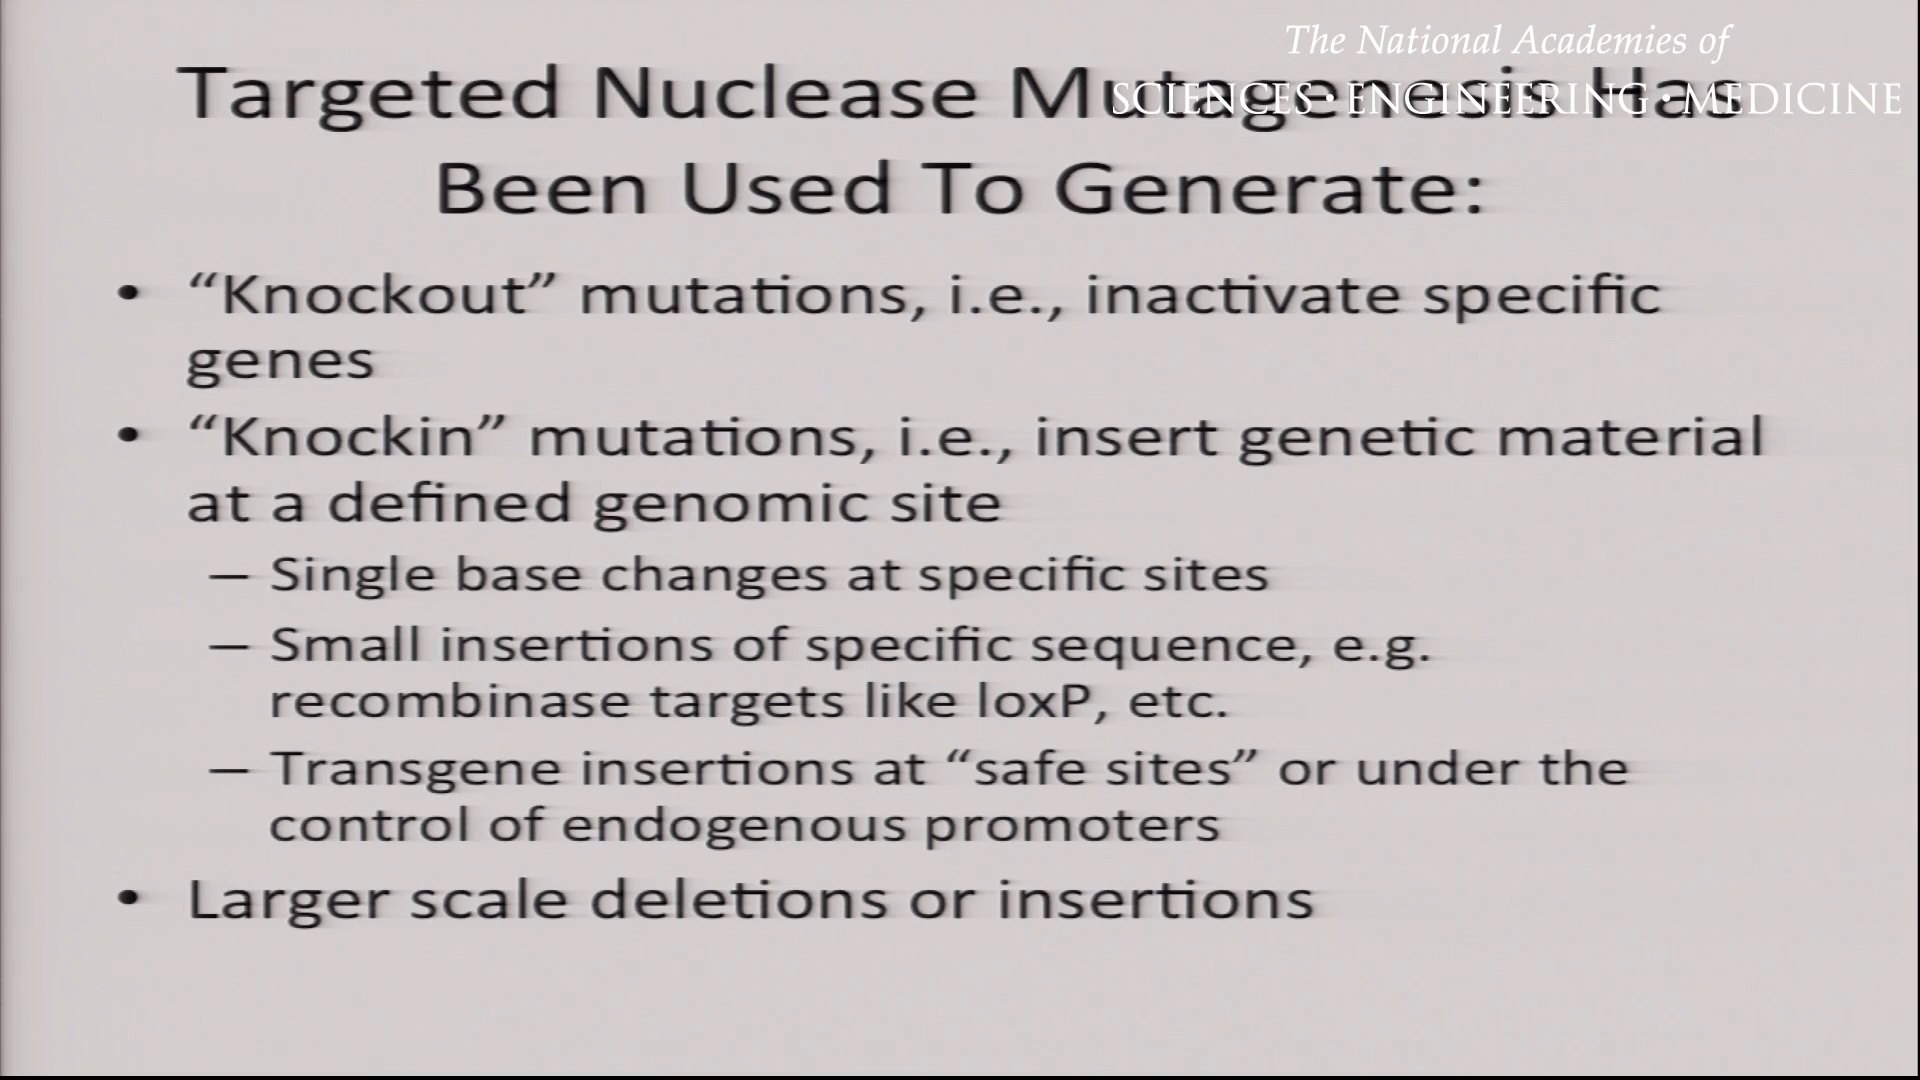 The National Academies of
SCIENCES • ENGINEERING • MEDICINE
Targeted Nuclease Mutagenesis Has
Been Used To Generate:
• “Knockout” mutations, i.e., inactivate specific
genes
• “Knockin” mutations, i.e., insert genetic material
at a defined genomic site
– Single base changes at specific sites
– Small insertions of specific sequence, e.g.
recombinase targets like loxP, etc.
– Transgene insertions at “safe sites” or under the
control of endogenous promoters
• Larger scale deletions or insertions